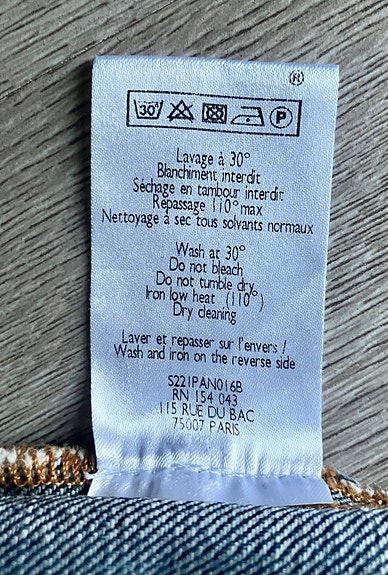 ®
30° P
Lavage à 30°
Blanchiment interdit
Séchage en tambour interdit
Repassage 110° max
Nettoyage à sec tous solvants normaux
Wash at 30°
Do not bleach
Do not tumble dry
Iron low heat (110°)
Dry cleaning
Laver et repasser sur l'envers /
Wash and iron on the reverse side
S221PAN016B
RN 154 043
115 RUE DU BAC
75007 PARIS